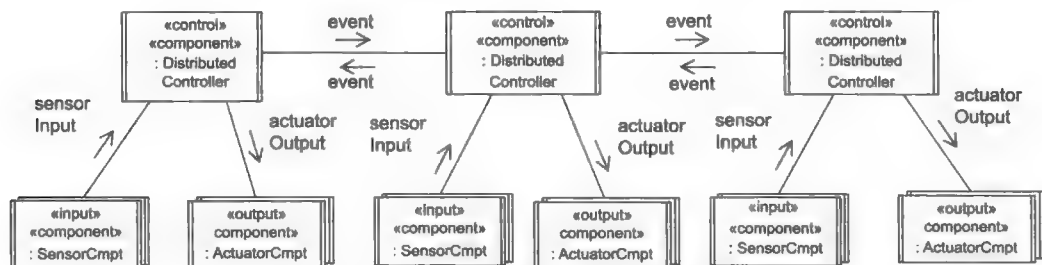 «control»
«component»
: Distributed
Controller
event
event
«control»
«component»
: Distributed
Controller
event
event
«control»
«component»
: Distributed
Controller
sensor
Input
actuator
Output
sensor
Input
actuator
Output
sensor
Input
actuator
Output
«input»
«component»
: SensorCmpt
«output»
component»
: ActuatorCmpt
«input»
«component»
: SensorCmpt
«output»
component»
: ActuatorCmpt
«input»
«component»
: SensorCmpt
«output»
component»
: ActuatorCmpt